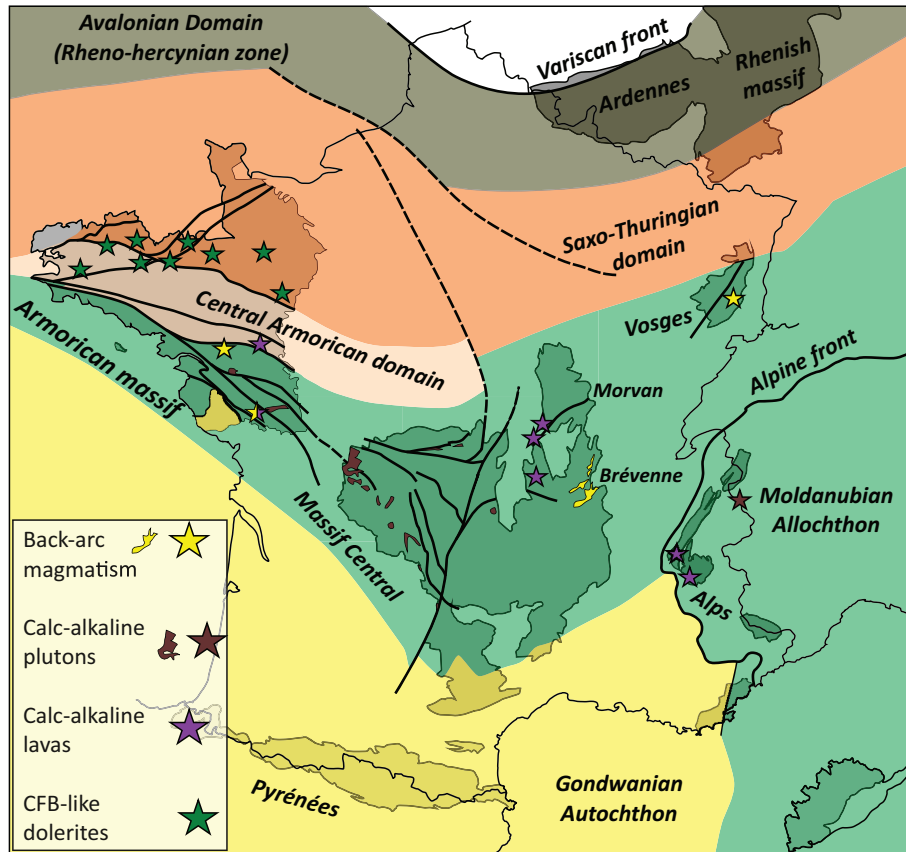 Avalonian Domain
(Rheno-hercynian zone)
Variscan front
Ardennes
Rhenish
massif
Saxo-Thuringian
domain
Central Armorican domain
Armorican massif
Vosges
Alpine front
Morvan
Brévenne
Massif Central
Moldanubian
Allochthon
Alps
Back-arc
magmatism
Calc-alkaline
plutons
Calc-alkaline
lavas
CFB-like
dolerites
Pyrénées
Gondwanian
Autochthon